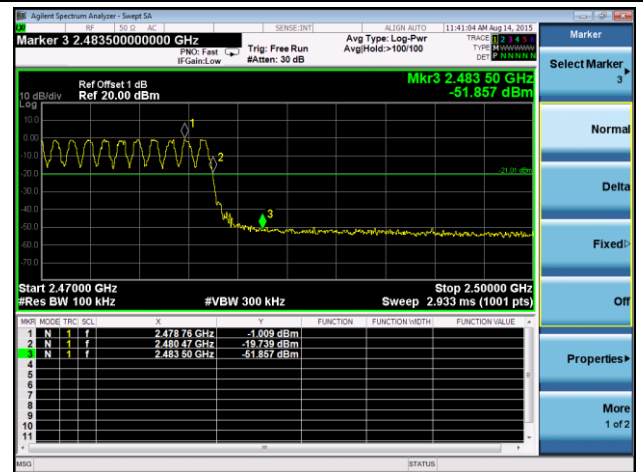 Agilent Spectrum Analyzer - Swept SA
RF 50 Ω AC SENSE:INT ALIGN AUTO 11:41:04 AM Aug 14, 2015
Marker 3 2.483500000000 GHz
PNO: Fast
IFGain:Low
Trig: Free Run
#Atten: 30 dB
Avg Type: Log-Pwr
Avg|Hold:>100/100
TRACE 1 2 3 4 5 6
TYPE M WWWWW
DET P N N N N N
Ref Offset 1 dB
Ref 20.00 dBm
10 dB/div
Log
Mkr3 2.483 50 GHz
-51.857 dBm
10.0
0.00
-10.0
-20.0
-30.0
-40.0
-50.0
-60.0
-70.0
1
2
3
-21.01 dBm
Start 2.47000 GHz Stop 2.50000 GHz
#Res BW 100 kHz #VBW 300 kHz Sweep 2.933 ms (1001 pts)
MKR MODE TRC SCL X Y FUNCTION FUNCTION WIDTH FUNCTION VALUE
1 N 1 f 2.478 76 GHz -1.009 dBm
2 N 1 f 2.480 47 GHz -19.739 dBm
3 N 1 f 2.483 50 GHz -51.857 dBm
4
5
6
7
8
9
10
11
MSG STATUS
Marker
Select Marker
3
Normal
Delta
Fixed
Off
Properties
More
1 of 2